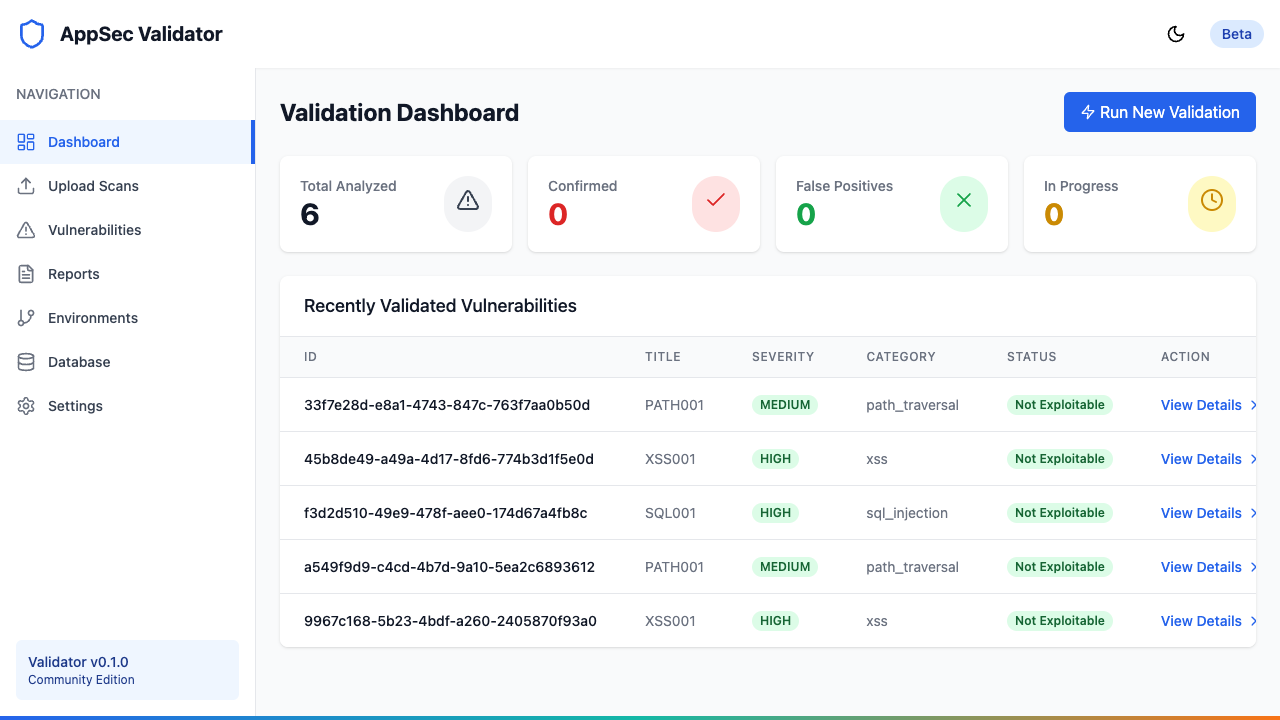 AppSec Validator
Beta
NAVIGATION
Dashboard
Upload Scans
Vulnerabilities
Reports
Environments
Database
Settings
Validator v0.1.0
Community Edition
Validation Dashboard
Run New Validation
Total Analyzed
6
Confirmed
0
False Positives
0
In Progress
0
Recently Validated Vulnerabilities
ID TITLE SEVERITY CATEGORY STATUS ACTION
33f7e28d-e8a1-4743-847c-763f7aa0b50d PATH001 MEDIUM path_traversal Not Exploitable View Details
45b8de49-a49a-4d17-8fd6-774b3d1f5e0d XSS001 HIGH xss Not Exploitable View Details
f3d2d510-49e9-478f-aee0-174d67a4fb8c SQL001 HIGH sql_injection Not Exploitable View Details
a549f9d9-c4cd-4b7d-9a10-5ea2c6893612 PATH001 MEDIUM path_traversal Not Exploitable View Details
9967c168-5b23-4bdf-a260-2405870f93a0 XSS001 HIGH xss Not Exploitable View Details